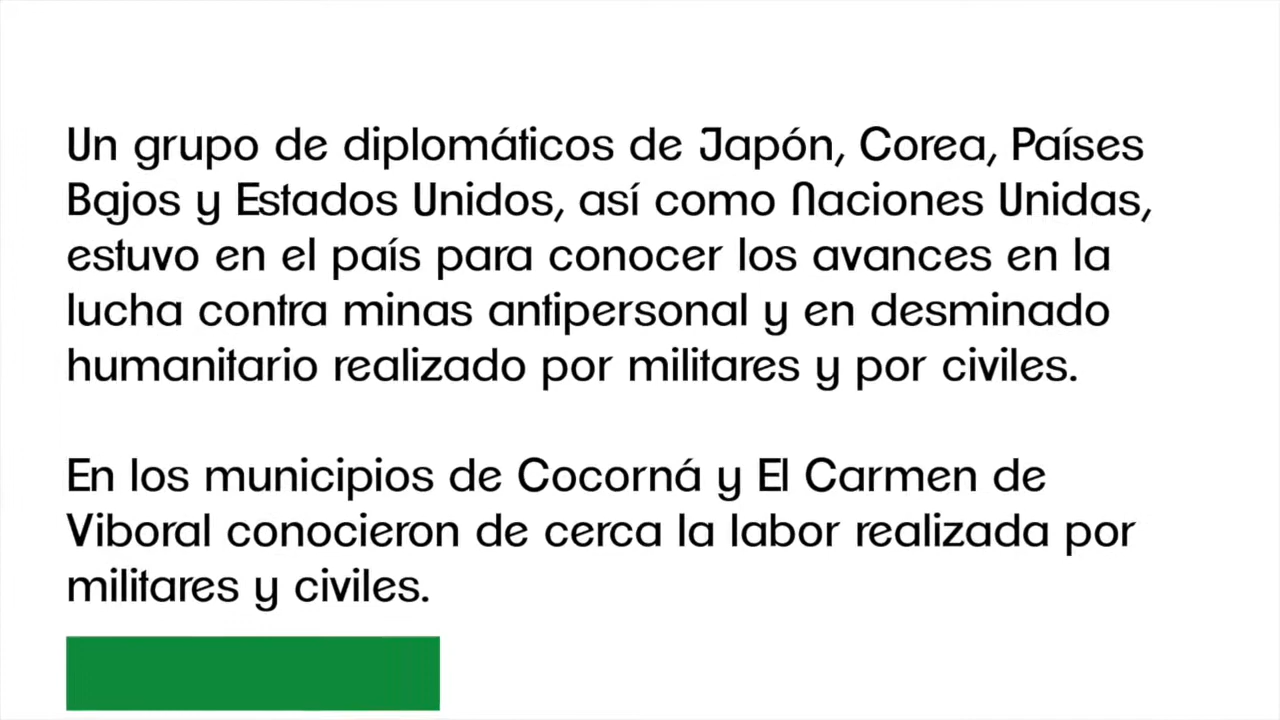 Un grupo de diplomáticos de Japón, Corea, Países
Bajos y Estados Unidos, así como Naciones Unidas,
estuvo en el país para conocer los avances en la
lucha contra minas antipersonal y en desminado
humanitario realizado por militares y por civiles.
En los municipios de Cocorná y El Carmen de
Viboral conocieron de cerca la labor realizada por
militares y civiles.